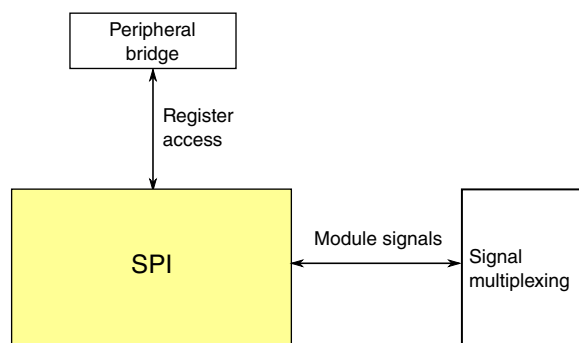 Peripheral
bridge
Register
access
SPI
Module signals
Signal
multiplexing